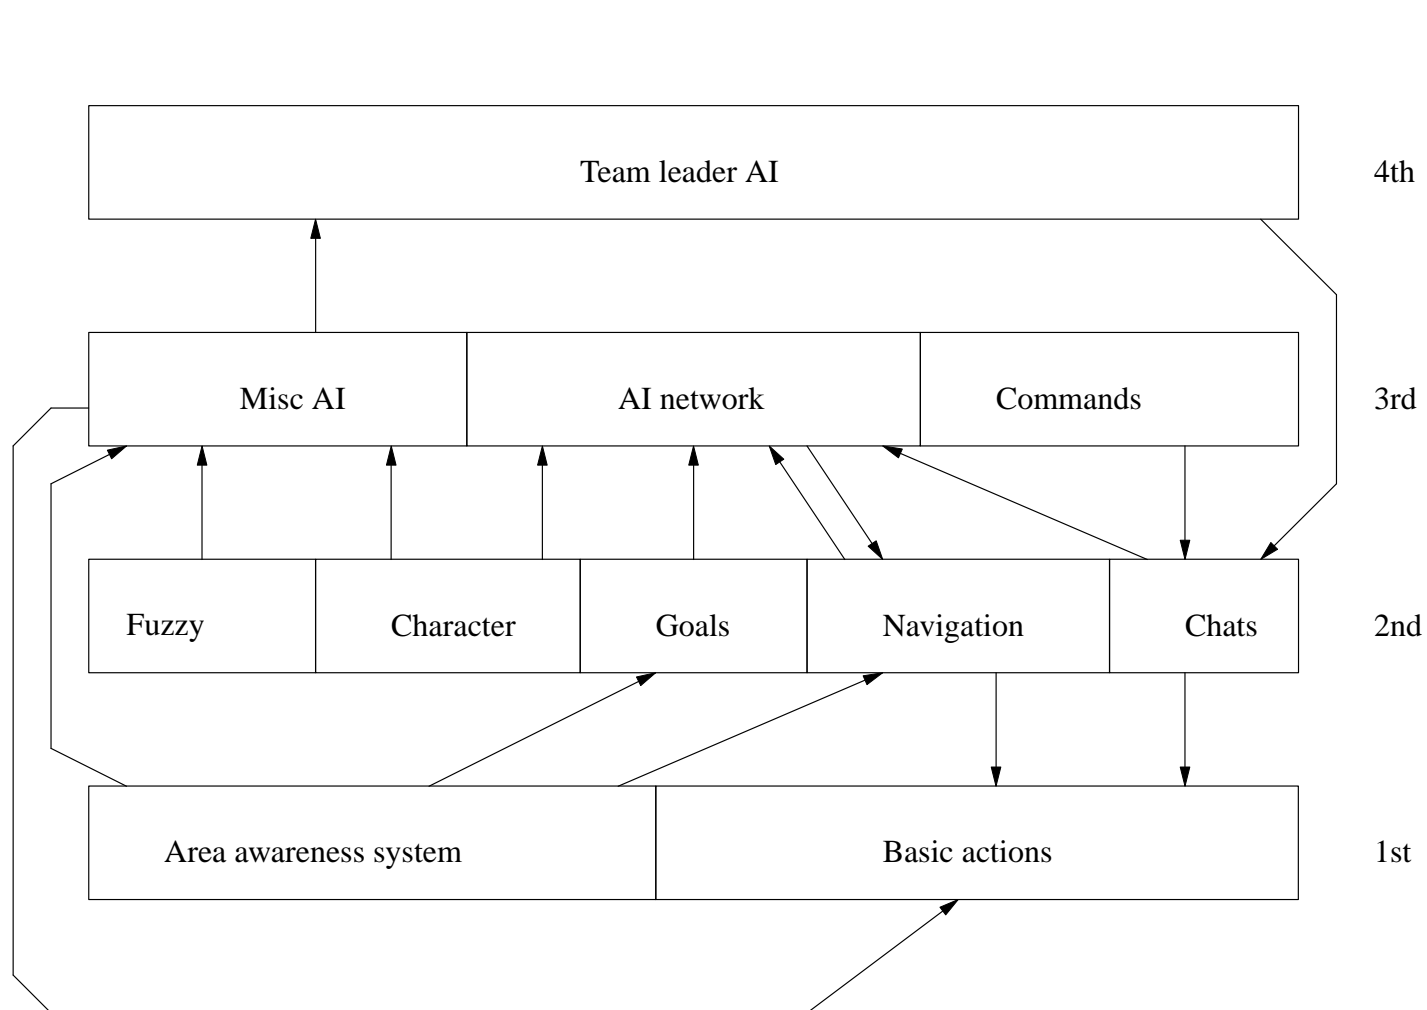 Team leader AI 4th
Misc AI AI network Commands 3rd
Fuzzy Character Goals Navigation Chats 2nd
Area awareness system Basic actions 1st